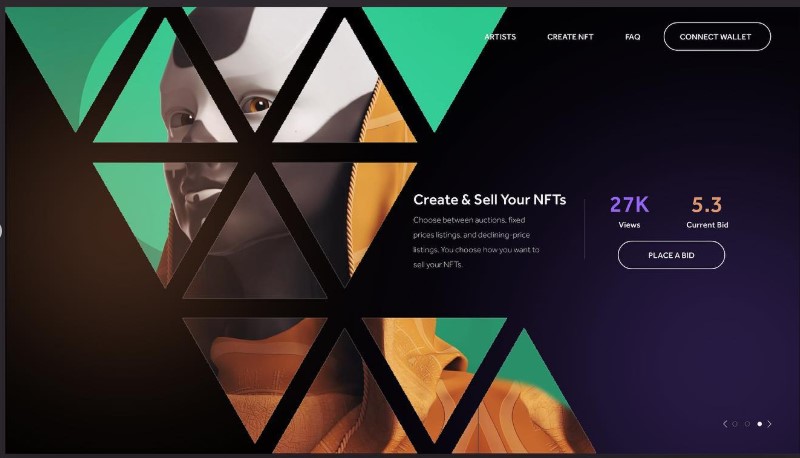 ARTISTS CREATE NFT FAQ CONNECT WALLET
Create & Sell Your NFTs
Choose between auctions, fixed
prices listings, and declining-price
listings. You choose how you want to
sell your NFTs.
27K 5.3
Views Current Bid
PLACE A BID